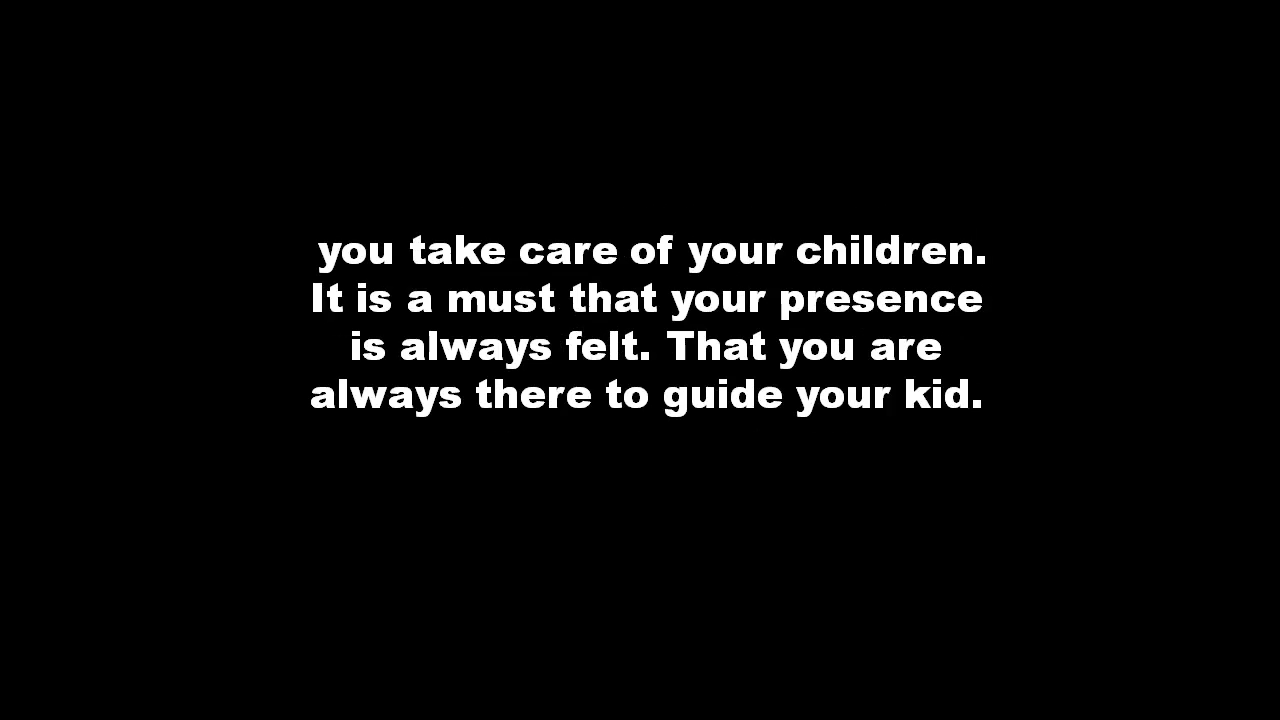 you take care of your children.
It is a must that your presence
is always felt. That you are
always there to guide your kid.